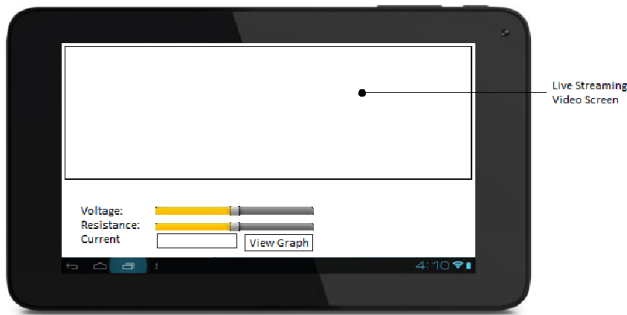 Live Streaming
Video Screen
Voltage:
Resistance:
Current
View Graph
4:10